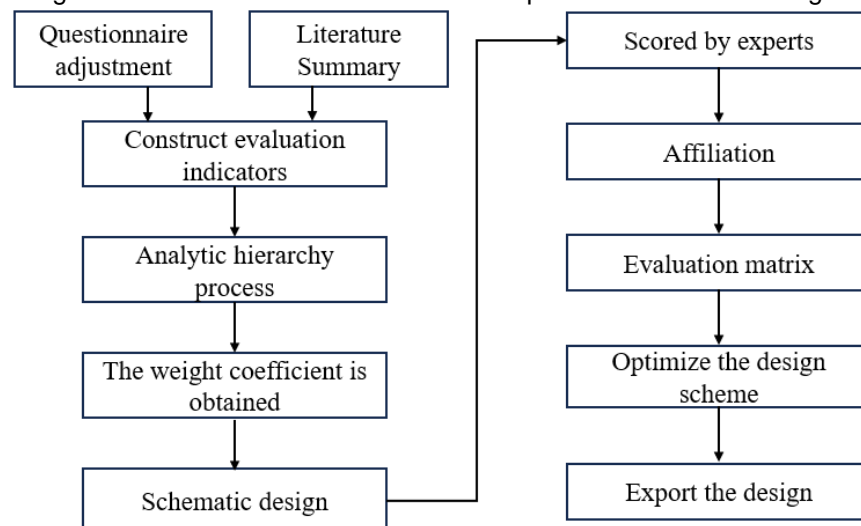 Questionnaire
adjustment
Literature
Summary
Construct evaluation
indicators
Analytic hierarchy
process
The weight coefficient is
obtained
Schematic design
Scored by experts
Affiliation
Evaluation matrix
Optimize the design
scheme
Export the design